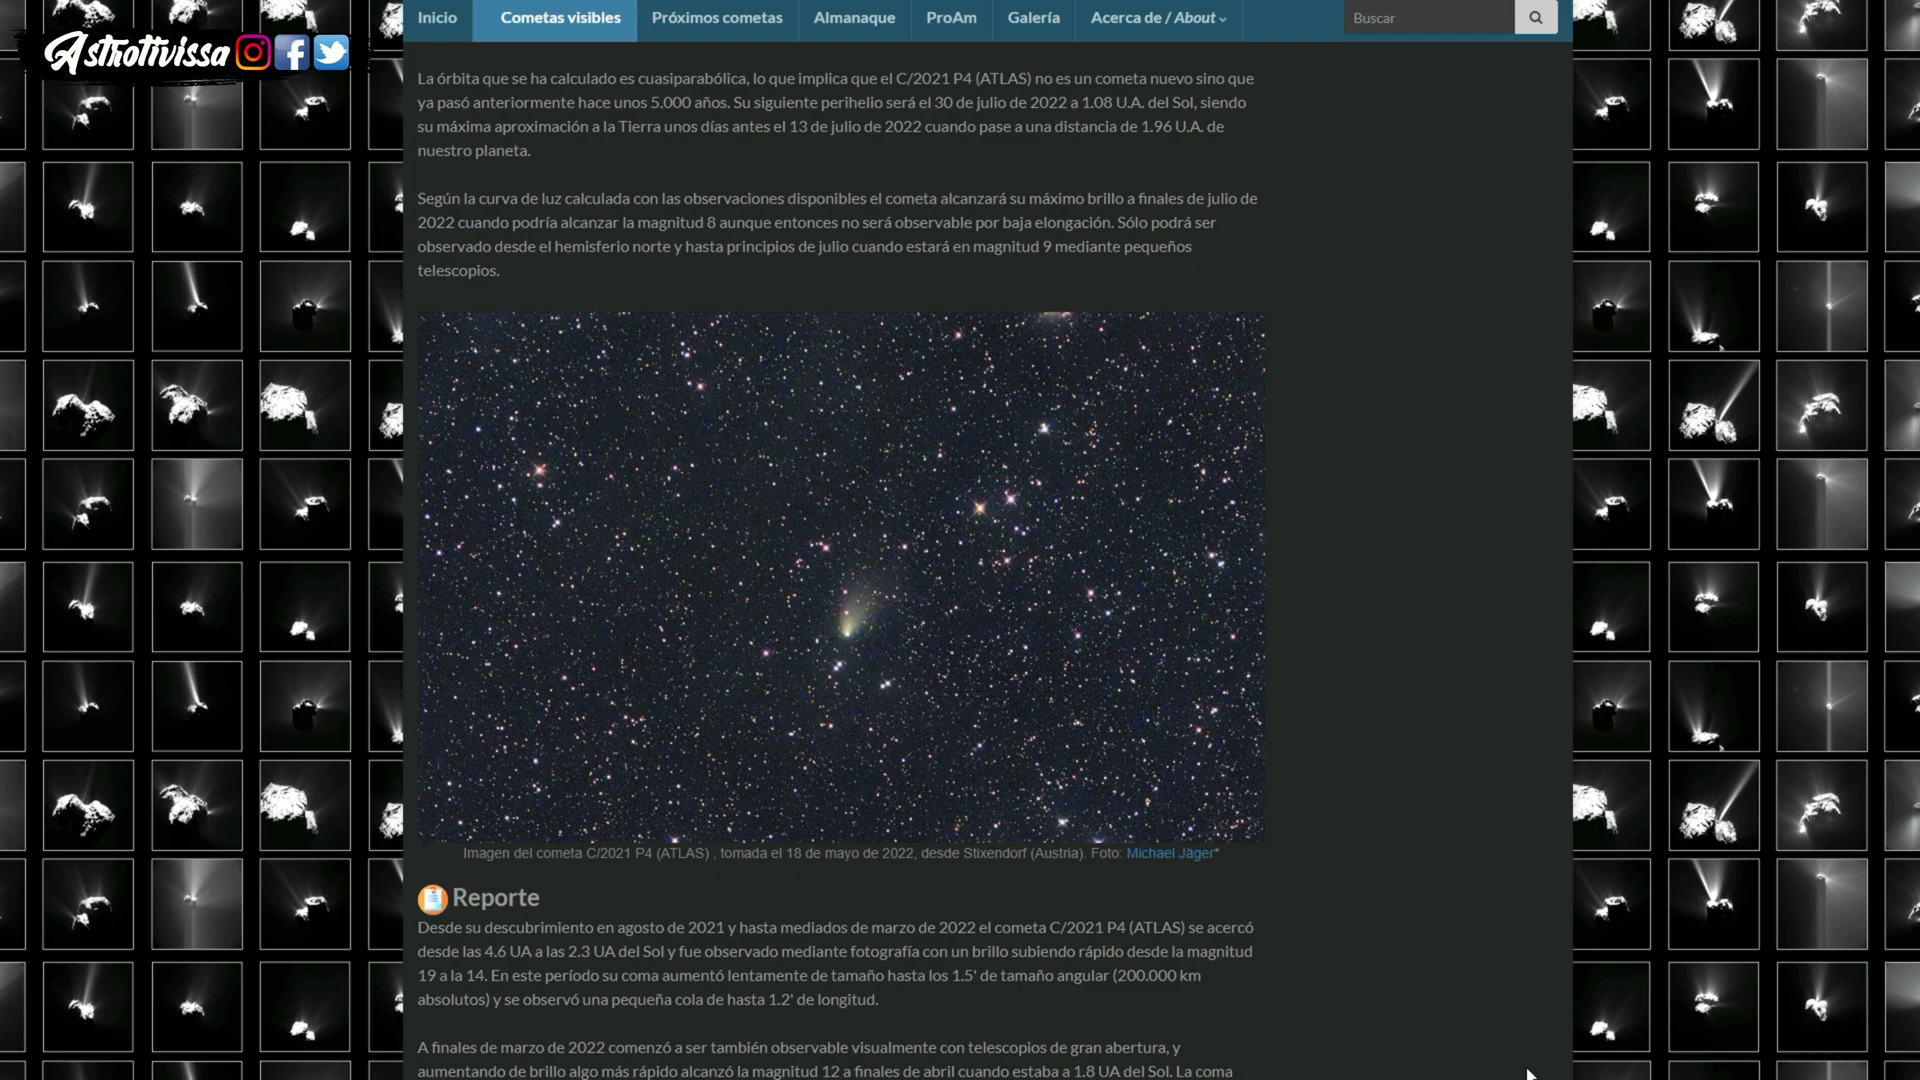 Astrotivissa
Inicio
Cometas visibles
Próximos cometas
Almanaque
ProAm
Galería
Acerca de / About
Buscar
La órbita que se ha calculado es cuasiparabólica, lo que implica que el C/2021 P4 (ATLAS) no es un cometa nuevo sino que
ya pasó anteriormente hace unos 5.000 años. Su siguiente perihelio será el 30 de julio de 2022 a 1.08 U.A. del Sol, siendo
su máxima aproximación a la Tierra unos días antes el 13 de julio de 2022 cuando pase a una distancia de 1.96 U.A. de
nuestro planeta.
Según la curva de luz calculada con las observaciones disponibles el cometa alcanzará su máximo brillo a finales de julio de
2022 cuando podría alcanzar la magnitud 8 aunque entonces no será observable por baja elongación. Sólo podrá ser
observado desde el hemisferio norte y hasta principios de julio cuando estará en magnitud 9 mediante pequeños
telescopios.
Imagen del cometa C/2021 P4 (ATLAS) , tomada el 18 de mayo de 2022, desde Stixendorf (Austria). Foto: Michael Jäger*
Reporte
Desde su descubrimiento en agosto de 2021 y hasta mediados de marzo de 2022 el cometa C/2021 P4 (ATLAS) se acercó
desde las 4.6 UA a las 2.3 UA del Sol y fue observado mediante fotografía con un brillo subiendo rápido desde la magnitud
19 a la 14. En este período su coma aumentó lentamente de tamaño hasta los 1.5' de tamaño angular (200.000 km
absolutos) y se observó una pequeña cola de hasta 1.2' de longitud.
A finales de marzo de 2022 comenzó a ser también observable visualmente con telescopios de gran abertura, y
aumentando de brillo algo más rápido alcanzó la magnitud 12 a finales de abril cuando estaba a 1.8 UA del Sol. La coma